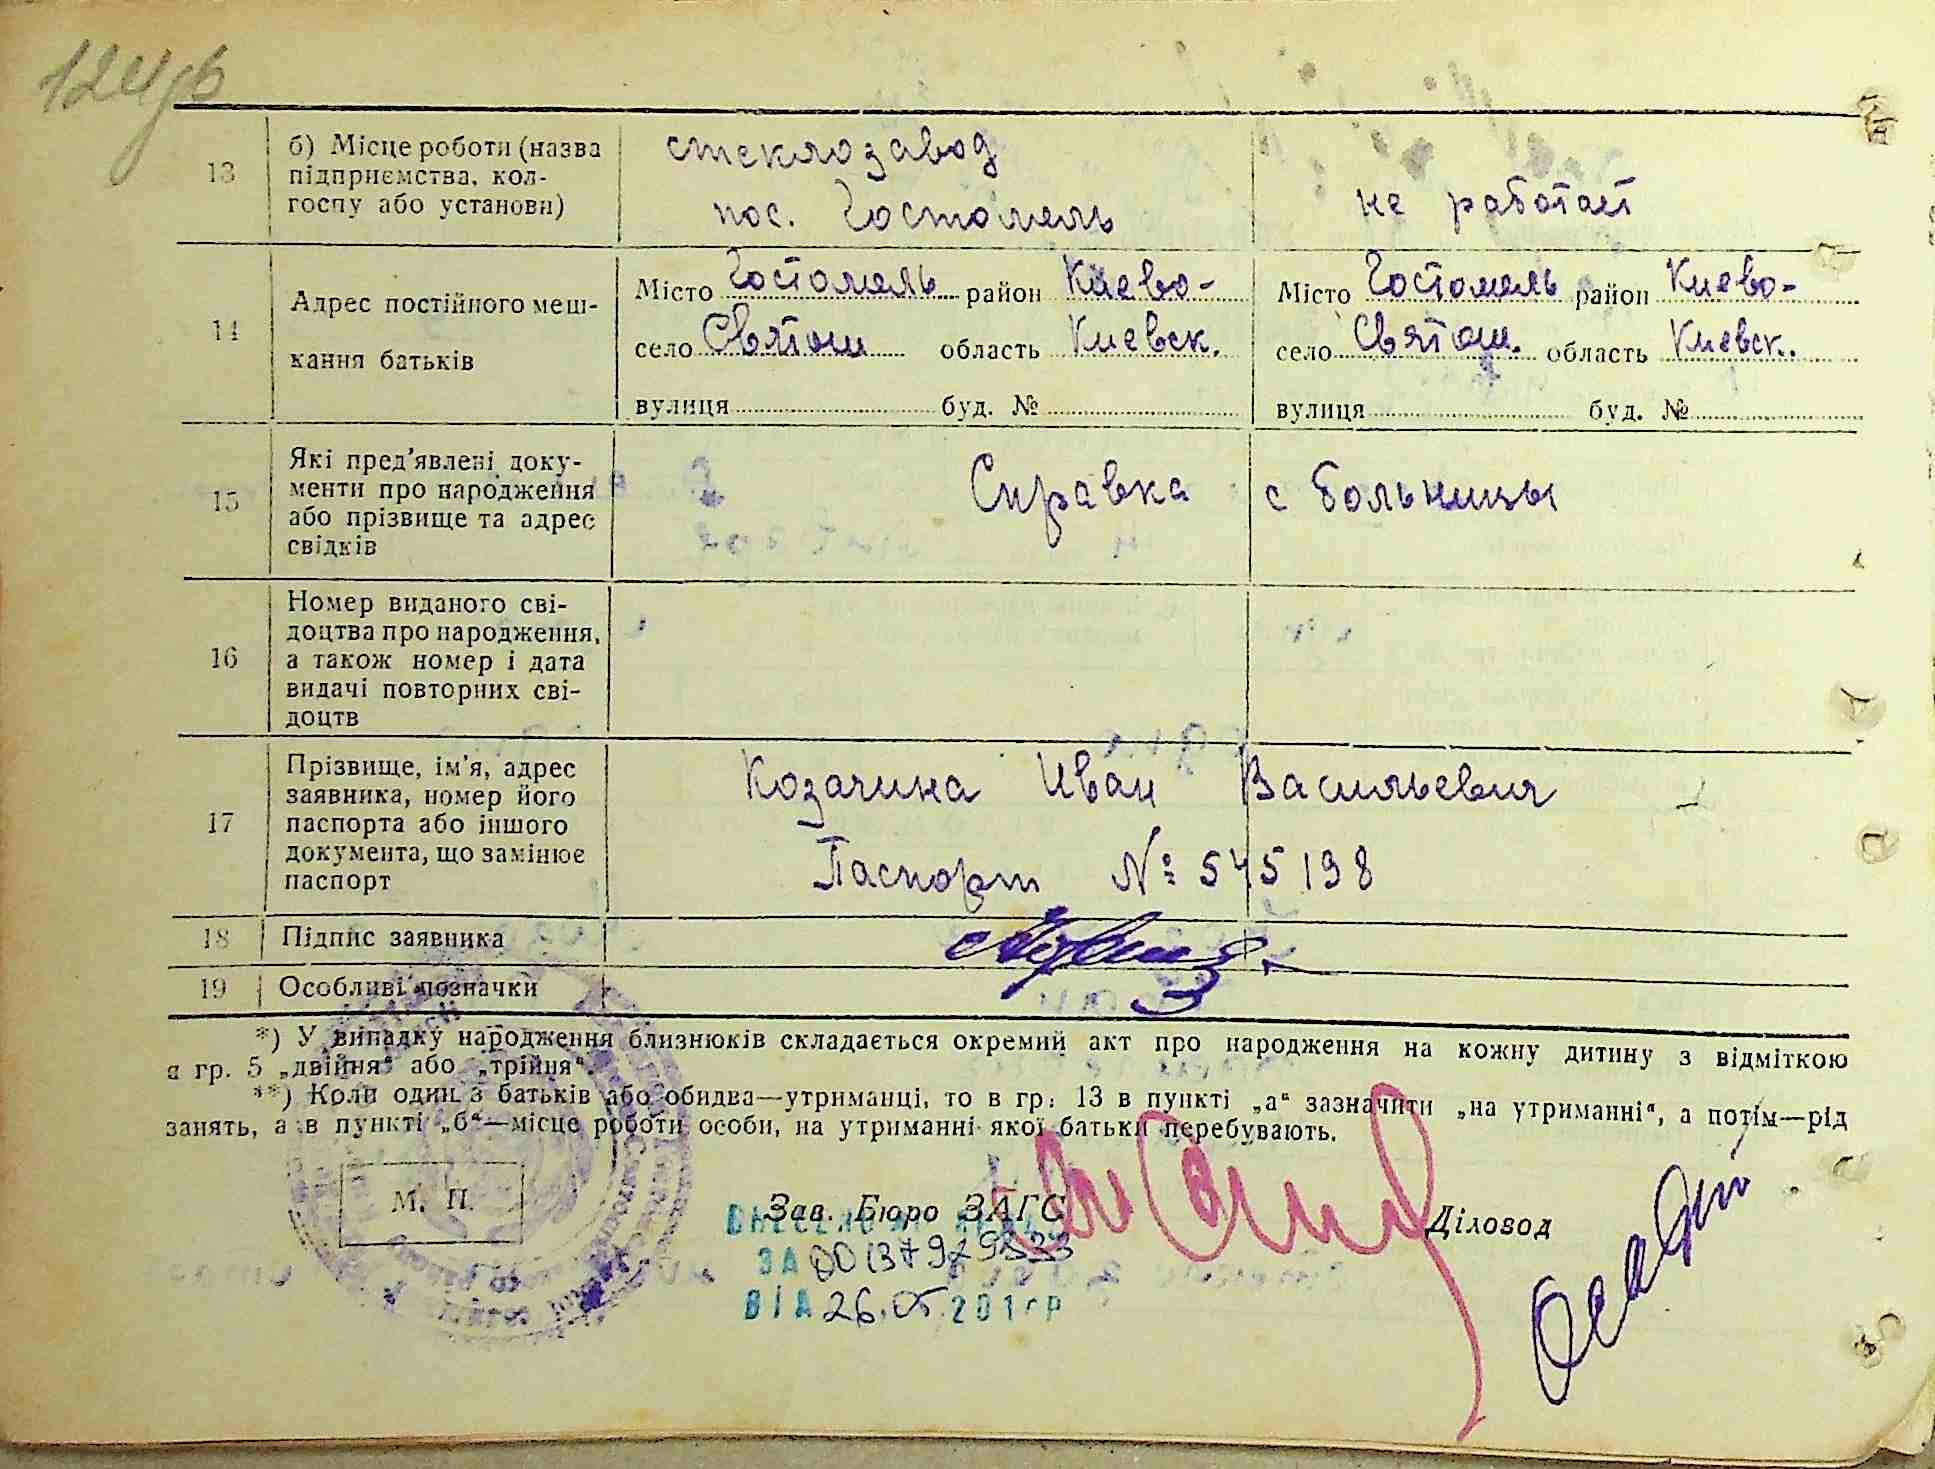 124зв
13 б) Місце роботи (назва підприємства, колгоспу або установи)
стеклозавод
пос. Гостомель
не работает
14 Адрес постійного мешкання батьків
Місто Гостомель район Киево-
село Святош область Киевск.
вулиця буд. №
Місто Гостомель район Киево-
село Святош. область Киевск.
вулиця буд. №
15 Які пред'явлені документи про народження або прізвище та адрес свідків
Справка с больницы
16 Номер виданого свідоцтва про народження, а також номер і дата видачі повторних свідоцтв
17 Прізвище, ім'я, адрес заявника, номер його паспорта або іншого документа, що замінює паспорт
Козачина Иван Васильевич
Паспорт № 545198
18 Підпис заявника
19 Особливі позначки
*) У випадку народження близнюків складається окремий акт про народження на кожну дитину з відміткою
в гр. 5 „двійня“ або „трійня“.
**) Коли один з батьків або обидва—утриманці, то в гр. 13 в пункті „а“ зазначити „на утриманні“, а потім—рід
занять, а в пункті „б“—місце роботи особи, на утриманні якої батьки перебувають.
М. П.
Зав. Бюро ЗАГС
Діловод
ЗА 00137929833
ВІД 26.05.201 р